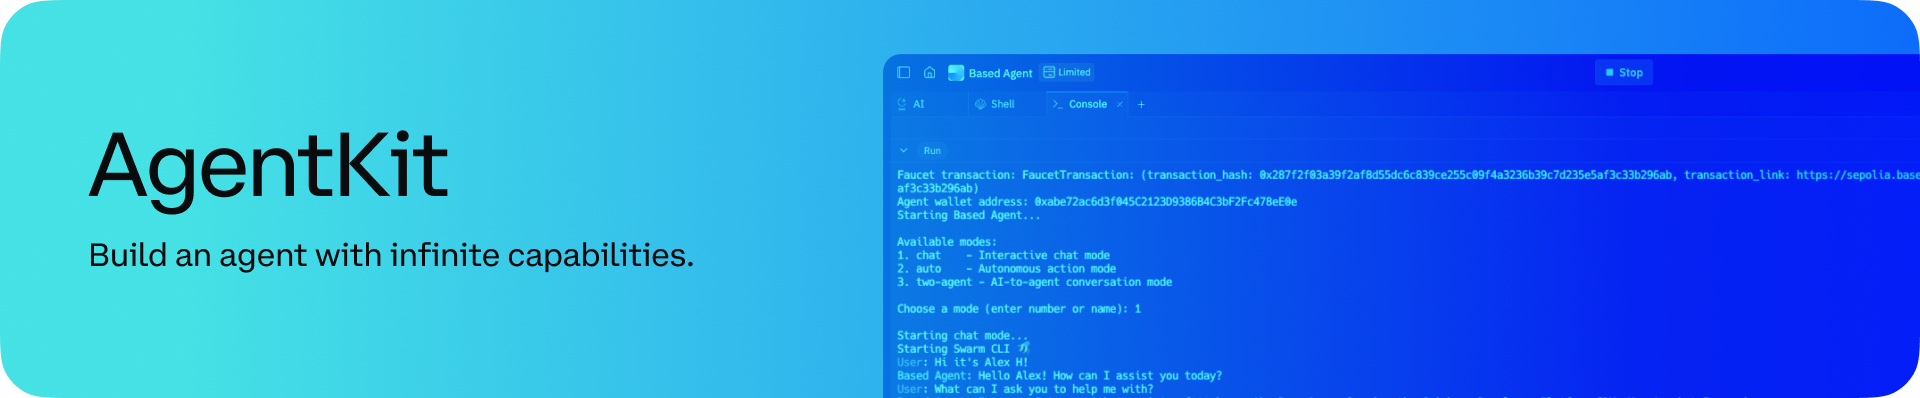 AgentKit
Build an agent with infinite capabilities.
Based Agent Limited Stop
AI Shell Console × +
Run
Faucet transaction: FaucetTransaction: (transaction_hash: 0x287f2f03a39f2af8d55dc6c839ce255c09f4a3236b39c7d235e5af3c33b296ab, transaction_link: https://sepolia.base
af3c33b296ab)
Agent wallet address: 0xabe72ac6d3f045C2123D9386B4C3bF2Fc478eE0e
Starting Based Agent...
Available modes:
1. chat    - Interactive chat mode
2. auto    - Autonomous action mode
3. two-agent - AI-to-agent conversation mode
Choose a mode (enter number or name): 1
Starting chat mode...
Starting Swarm CLI 🐝
User: Hi it's Alex H!
Based Agent: Hello Alex! How can I assist you today?
User: What can I ask you to help me with?